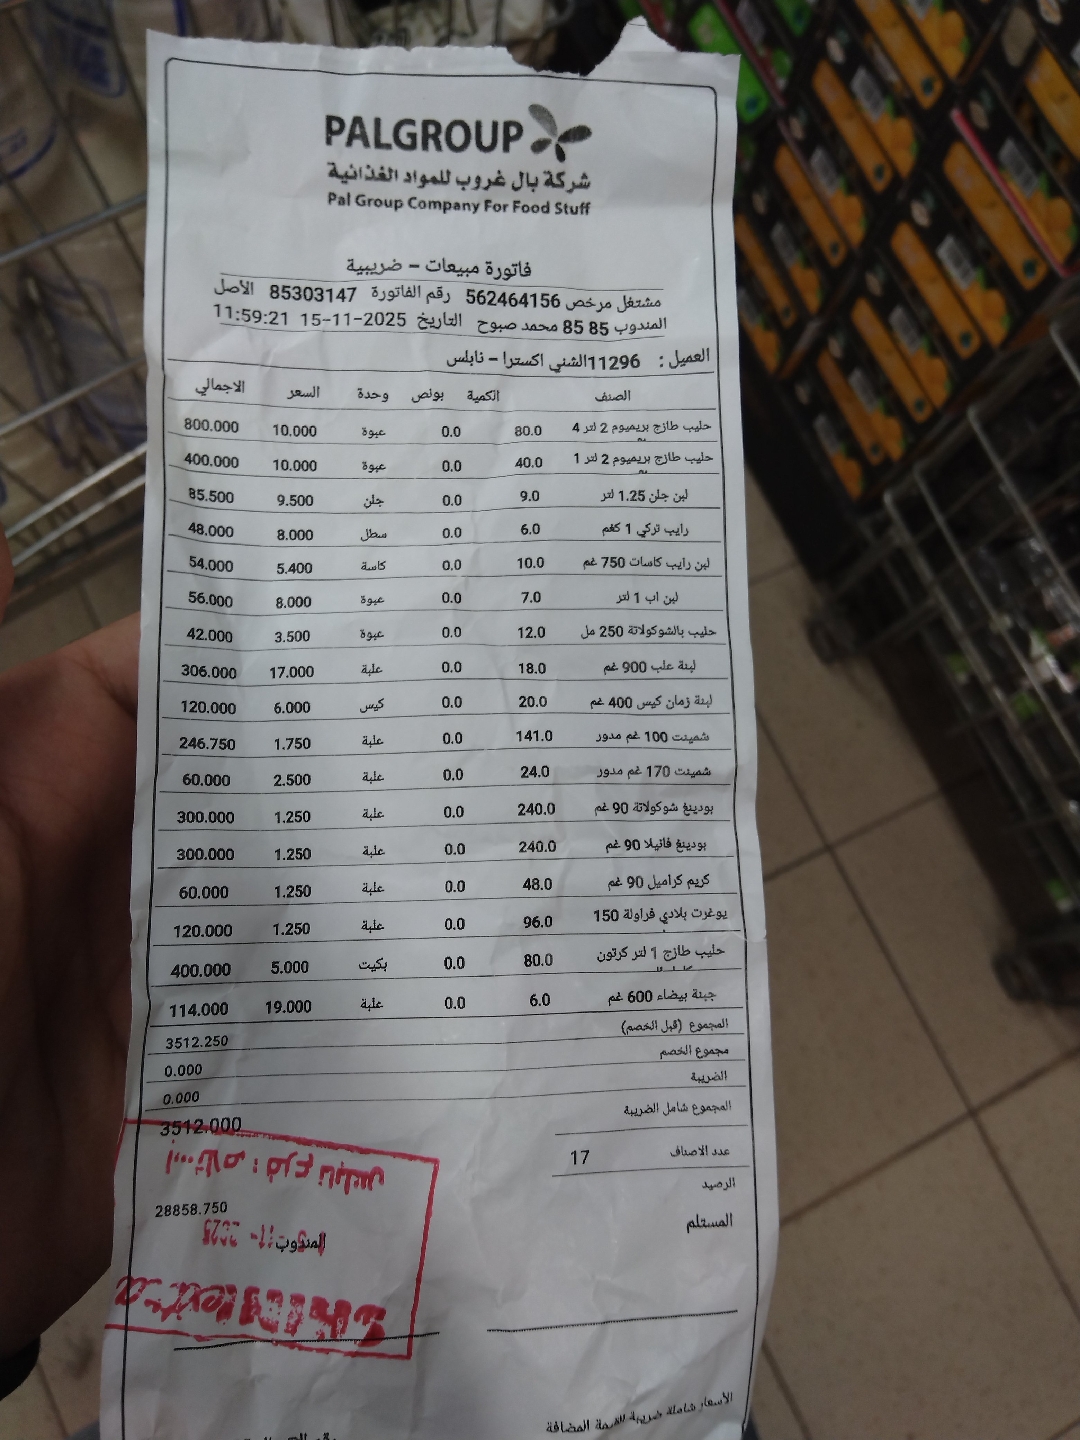 PALGROUP
شركة بال غروب للمواد الغذائية
Pal Group Company For Food Stuff
فاتورة مبيعات – ضريبية
مشتغل مرخص 562464156 رقم الفاتورة 85303147 الأصل
المندوب 85 85 محمد صبوح التاريخ 15-11-2025 11:59:21
العميل : 11296الشني اكسترا – نابلس
الصنف الكمية بونص وحدة السعر الاجمالي
حليب طازج بريميوم 2 لتر 4 80.0 0.0 عبوة 10.000 800.000
حليب طازج بريميوم 2 لتر 1 40.0 0.0 عبوة 10.000 400.000
لبن جلن 1.25 لتر 9.0 0.0 جلن 9.500 85.500
رايب تركي 1 كغم 6.0 0.0 سطل 8.000 48.000
لبن رايب كاسات 750 غم 10.0 0.0 كاسة 5.400 54.000
لبن اب 1 لتر 7.0 0.0 عبوة 8.000 56.000
حليب بالشوكولاتة 250 مل 12.0 0.0 عبوة 3.500 42.000
لبنة علب 900 غم 18.0 0.0 علبة 17.000 306.000
لبنة زمان كيس 400 غم 20.0 0.0 كيس 6.000 120.000
شمينت 100 غم مدور 141.0 0.0 علبة 1.750 246.750
شمينت 170 غم مدور 24.0 0.0 علبة 2.500 60.000
بودينغ شوكولاتة 90 غم 240.0 0.0 علبة 1.250 300.000
بودينغ فانيلا 90 غم 240.0 0.0 علبة 1.250 300.000
كريم كراميل 90 غم 48.0 0.0 علبة 1.250 60.000
يوغرت بلادي فراولة 150 96.0 0.0 علبة 1.250 120.000
حليب طازج 1 لتر كرتون 80.0 0.0 بكيت 5.000 400.000
جبنة بيضاء 600 غم 6.0 0.0 علبة 19.000 114.000
المجموع (قبل الخصم) 3512.250
مجموع الخصم 0.000
الضريبة 0.000
المجموع شامل الضريبة 3512.000
عدد الاصناف 17
الرصيد 28858.750
المستلم المندوب
فرع نابلس
الأسعار شاملة ضريبة القيمة المضافة